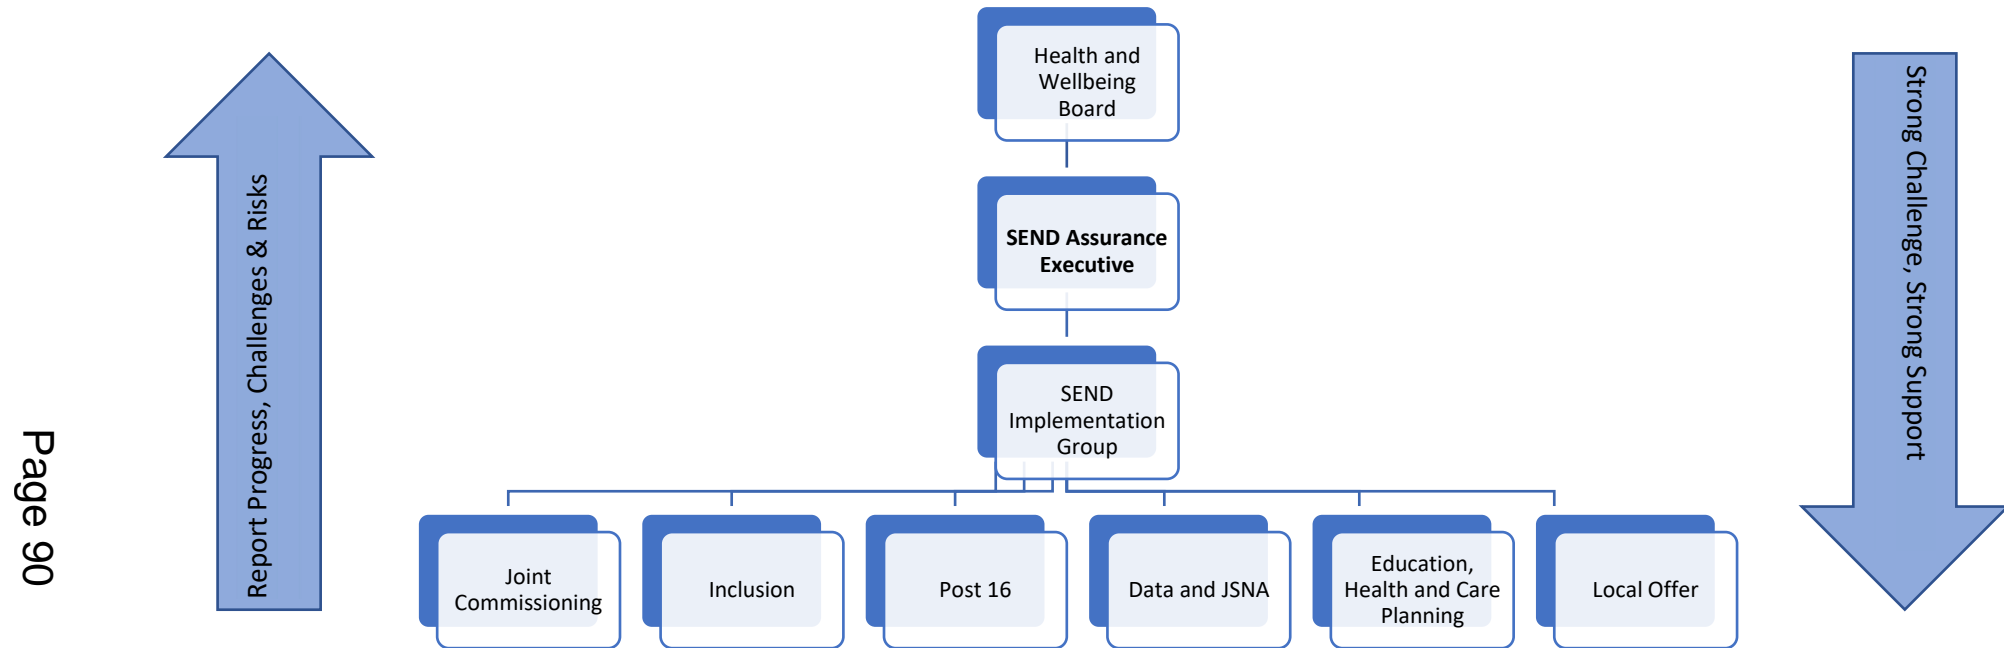 Health and
Wellbeing
Board
SEND Assurance
Executive
SEND
Implementation
Group
Joint
Commissioning
Inclusion
Post 16
Data and JSNA
Education,
Health and Care
Planning
Local Offer
Report Progress, Challenges & Risks
Strong Challenge, Strong Support
Page 90